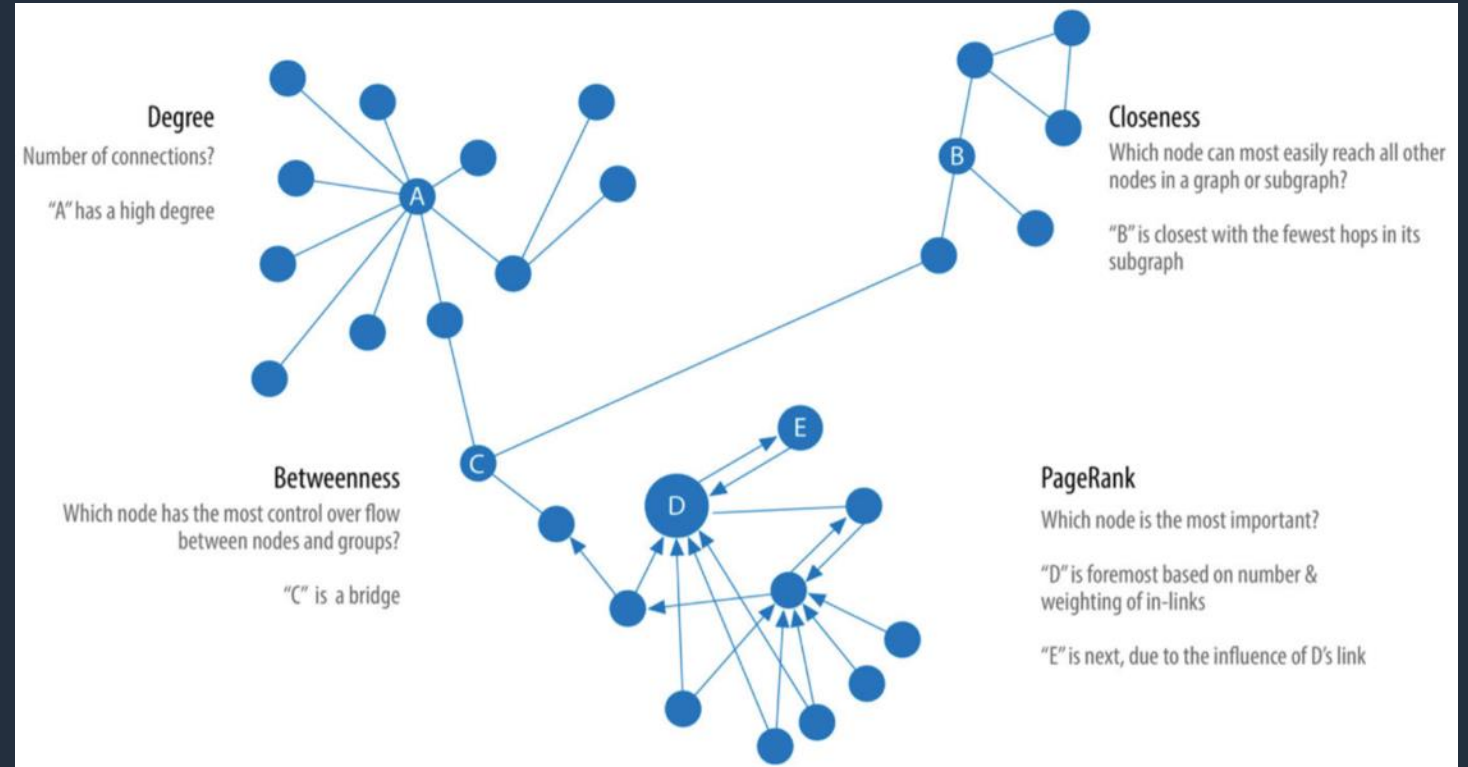 Degree
Number of connections?
"A" has a high degree
A
B
Closeness
Which node can most easily reach all other
nodes in a graph or subgraph?
"B" is closest with the fewest hops in its
subgraph
Betweenness
Which node has the most control over flow
between nodes and groups?
"C" is a bridge
C
D
E
PageRank
Which node is the most important?
"D" is foremost based on number &
weighting of in-links
"E" is next, due to the influence of D's link